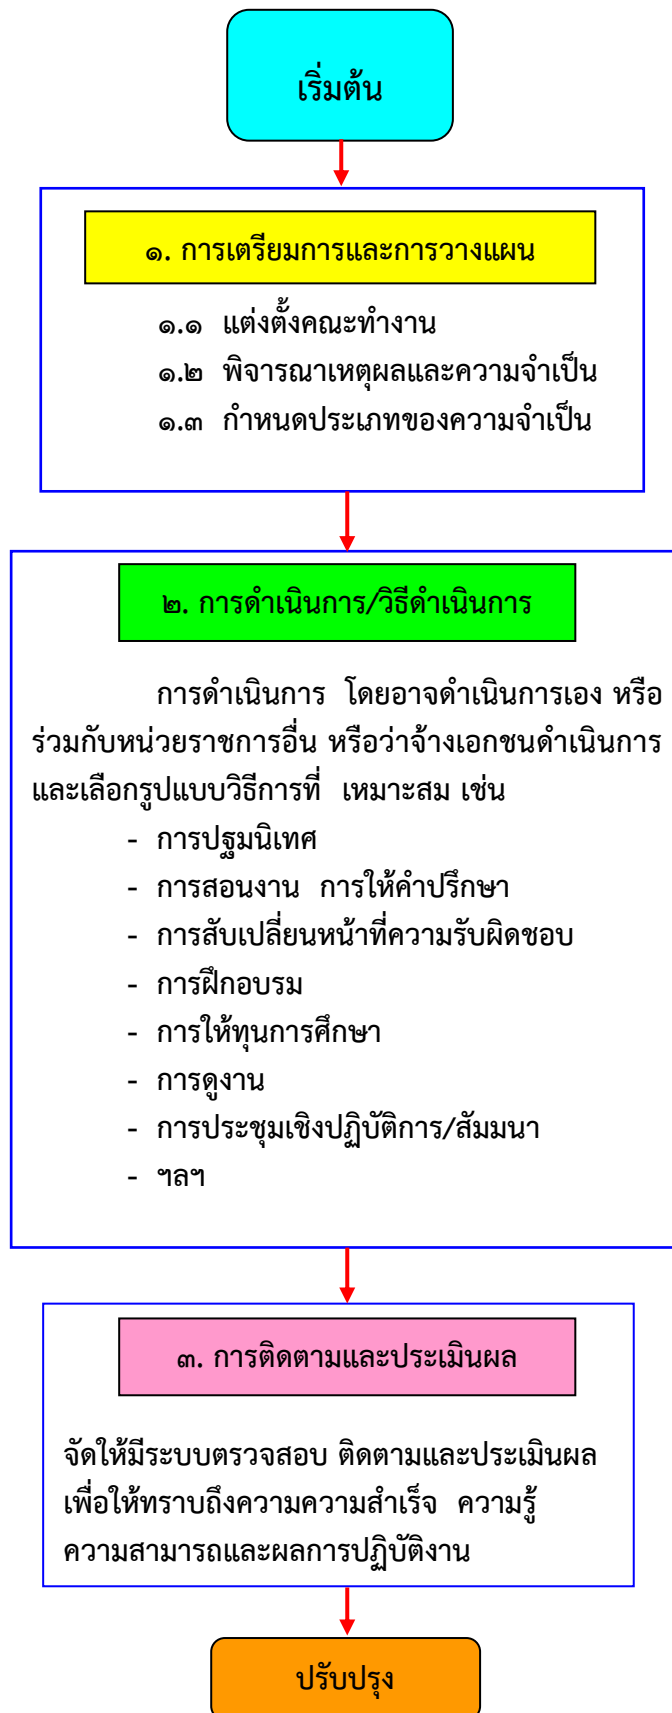 เริ่มต้น
๑. การเตรียมการและการวางแผน
๑.๑ แต่งตั้งคณะทำงาน
๑.๒ พิจารณาเหตุผลและความจำเป็น
๑.๓ กำหนดประเภทของความจำเป็น
๒. การดำเนินการ/วิธีดำเนินการ
การดำเนินการ โดยอาจดำเนินการเอง หรือ
ร่วมกับหน่วยราชการอื่น หรือว่าจ้างเอกชนดำเนินการ
และเลือกรูปแบบวิธีการที่ เหมาะสม เช่น
- การปฐมนิเทศ
- การสอนงาน การให้คำปรึกษา
- การสับเปลี่ยนหน้าที่ความรับผิดชอบ
- การฝึกอบรม
- การให้ทุนการศึกษา
- การดูงาน
- การประชุมเชิงปฏิบัติการ/สัมมนา
- ฯลฯ
๓. การติดตามและประเมินผล
จัดให้มีระบบตรวจสอบ ติดตามและประเมินผล
เพื่อให้ทราบถึงความความสำเร็จ ความรู้
ความสามารถและผลการปฏิบัติงาน
ปรับปรุง